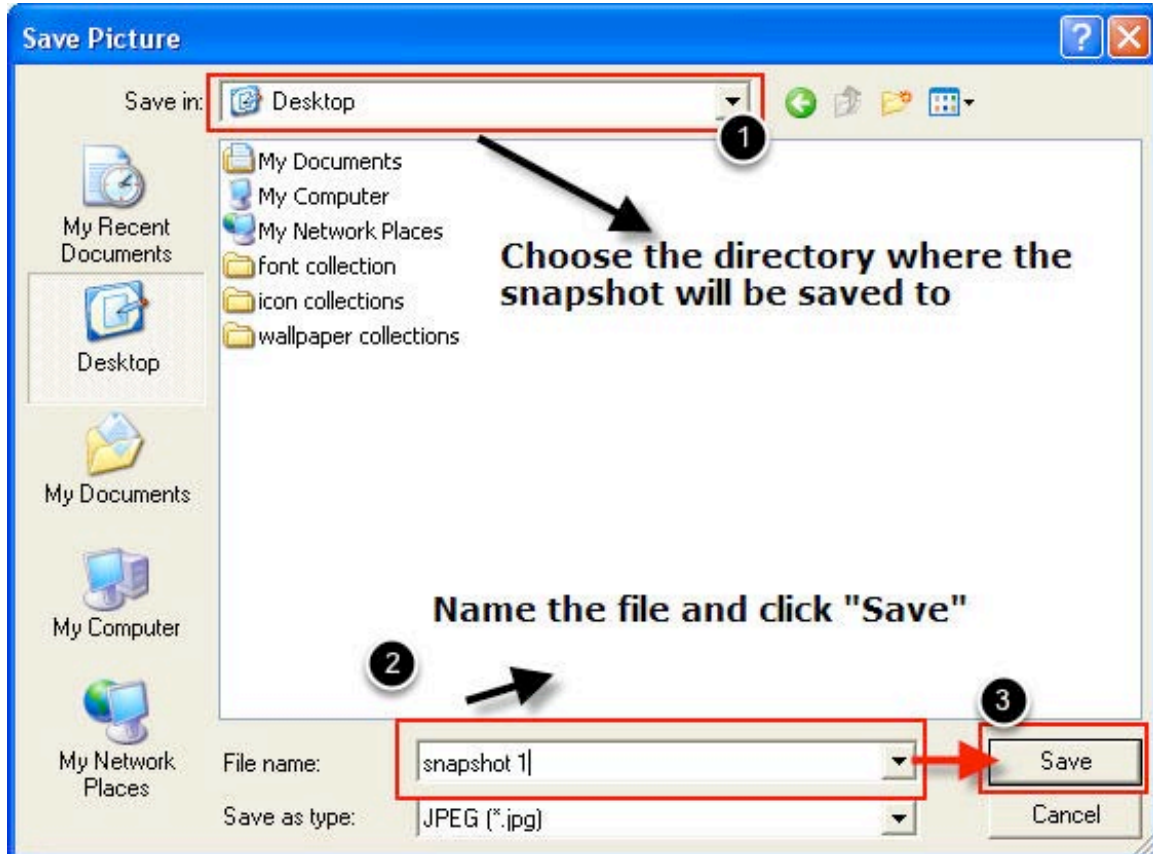 Save Picture
?
Save in:
Desktop
1
My Recent
Documents
Desktop
My Documents
My Computer
My Network
Places
My Documents
My Computer
My Network Places
font collection
icon collections
wallpaper collections
Choose the directory where the
snapshot will be saved to
Name the file and click "Save"
2
3
File name:
snapshot 1
Save
Save as type:
JPEG (*.jpg)
Cancel